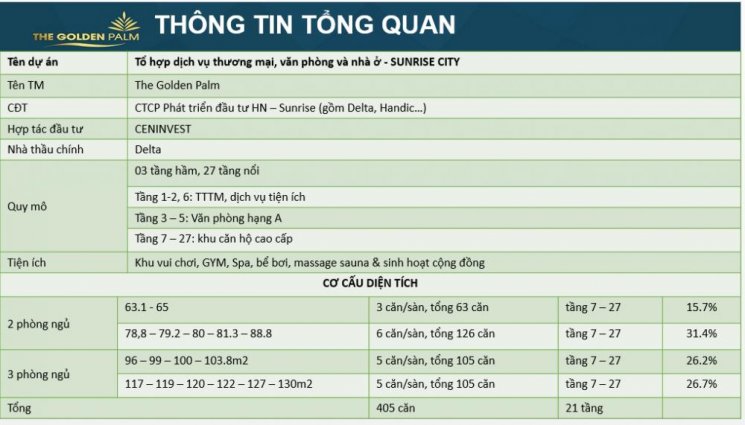 THE GOLDEN PALM
THÔNG TIN TỔNG QUAN
Tên dự án Tổ hợp dịch vụ thương mại, văn phòng và nhà ở - SUNRISE CITY
Tên TM The Golden Palm
CĐT CTCP Phát triển đầu tư HN – Sunrise (gồm Delta, Handic...)
Hợp tác đầu tư CENINVEST
Nhà thầu chính Delta
Quy mô
03 tầng hầm, 27 tầng nổi
Tầng 1-2, 6: TTTM, dịch vụ tiện ích
Tầng 3 – 5: Văn phòng hạng A
Tầng 7 – 27: khu căn hộ cao cấp
Tiện ích Khu vui chơi, GYM, Spa, bể bơi, massage sauna & sinh hoạt cộng đồng
CƠ CẤU DIỆN TÍCH
2 phòng ngủ
63.1 - 65 3 căn/sàn, tổng 63 căn tầng 7 – 27 15.7%
78,8 – 79.2 – 80 – 81.3 – 88.8 6 căn/sàn, tổng 126 căn tầng 7 – 27 31.4%
3 phòng ngủ
96 – 99 – 100 – 103.8m2 5 căn/sàn, tổng 105 căn tầng 7 – 27 26.2%
117 – 119 – 120 – 122 – 127 – 130m2 5 căn/sàn, tổng 105 căn tầng 7 – 27 26.7%
Tổng 405 căn 21 tầng